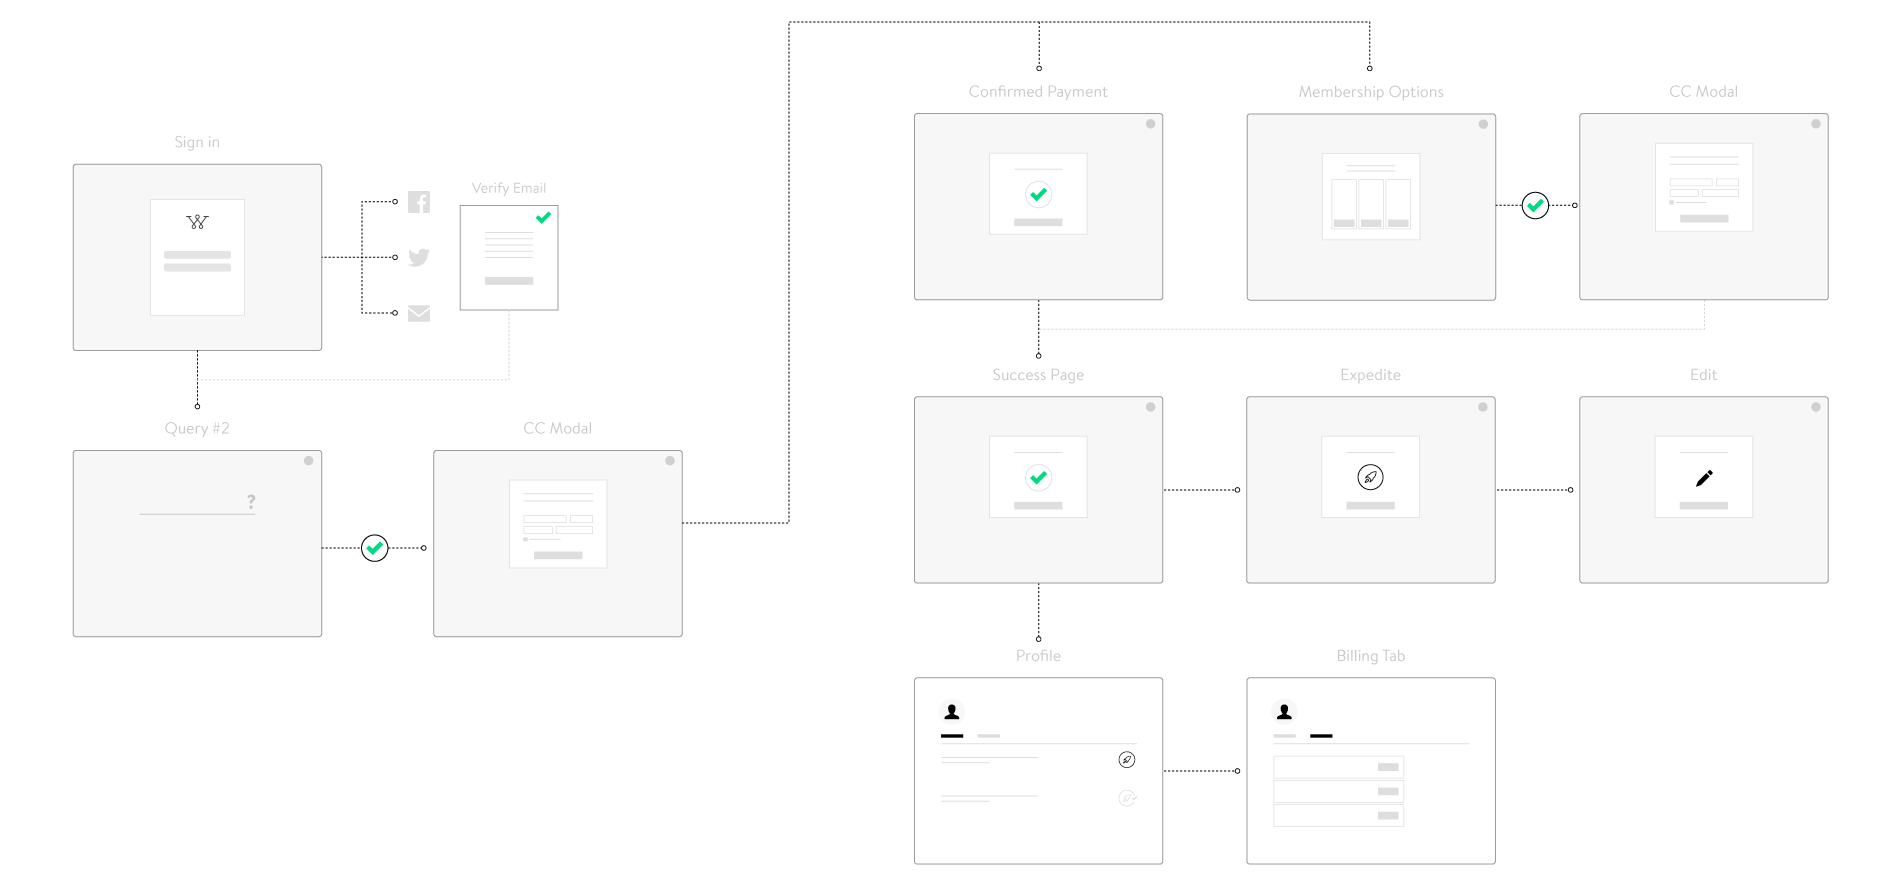 Confirmed Payment
Membership Options
CC Modal
Sign in
Verify Email
Success Page
Expedite
Edit
Query #2
CC Modal
?
Profile
Billing Tab